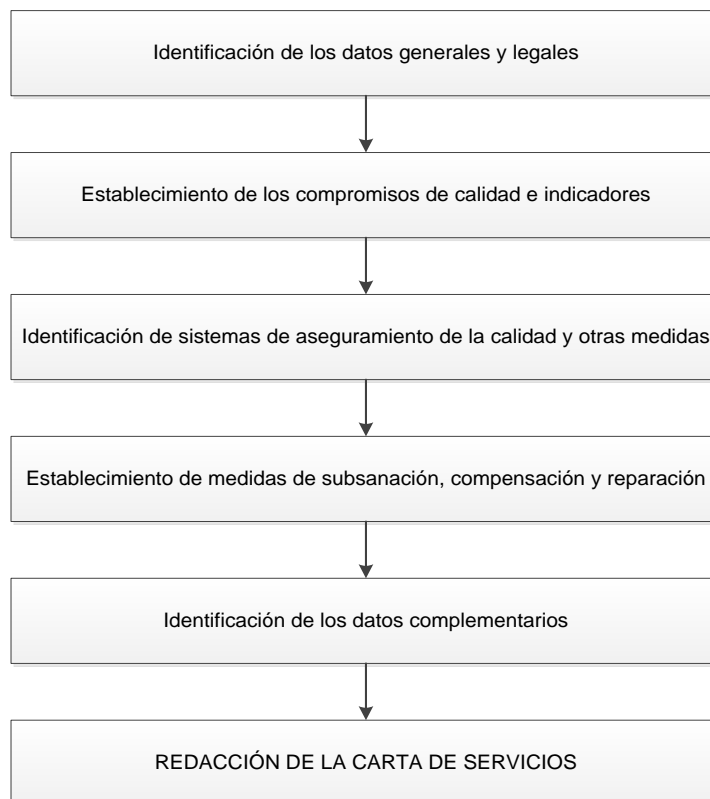 Identificación de los datos generales y legales
Establecimiento de los compromisos de calidad e indicadores
Identificación de sistemas de aseguramiento de la calidad y otras medidas
Establecimiento de medidas de subsanación, compensación y reparación
Identificación de los datos complementarios
REDACCIÓN DE LA CARTA DE SERVICIOS